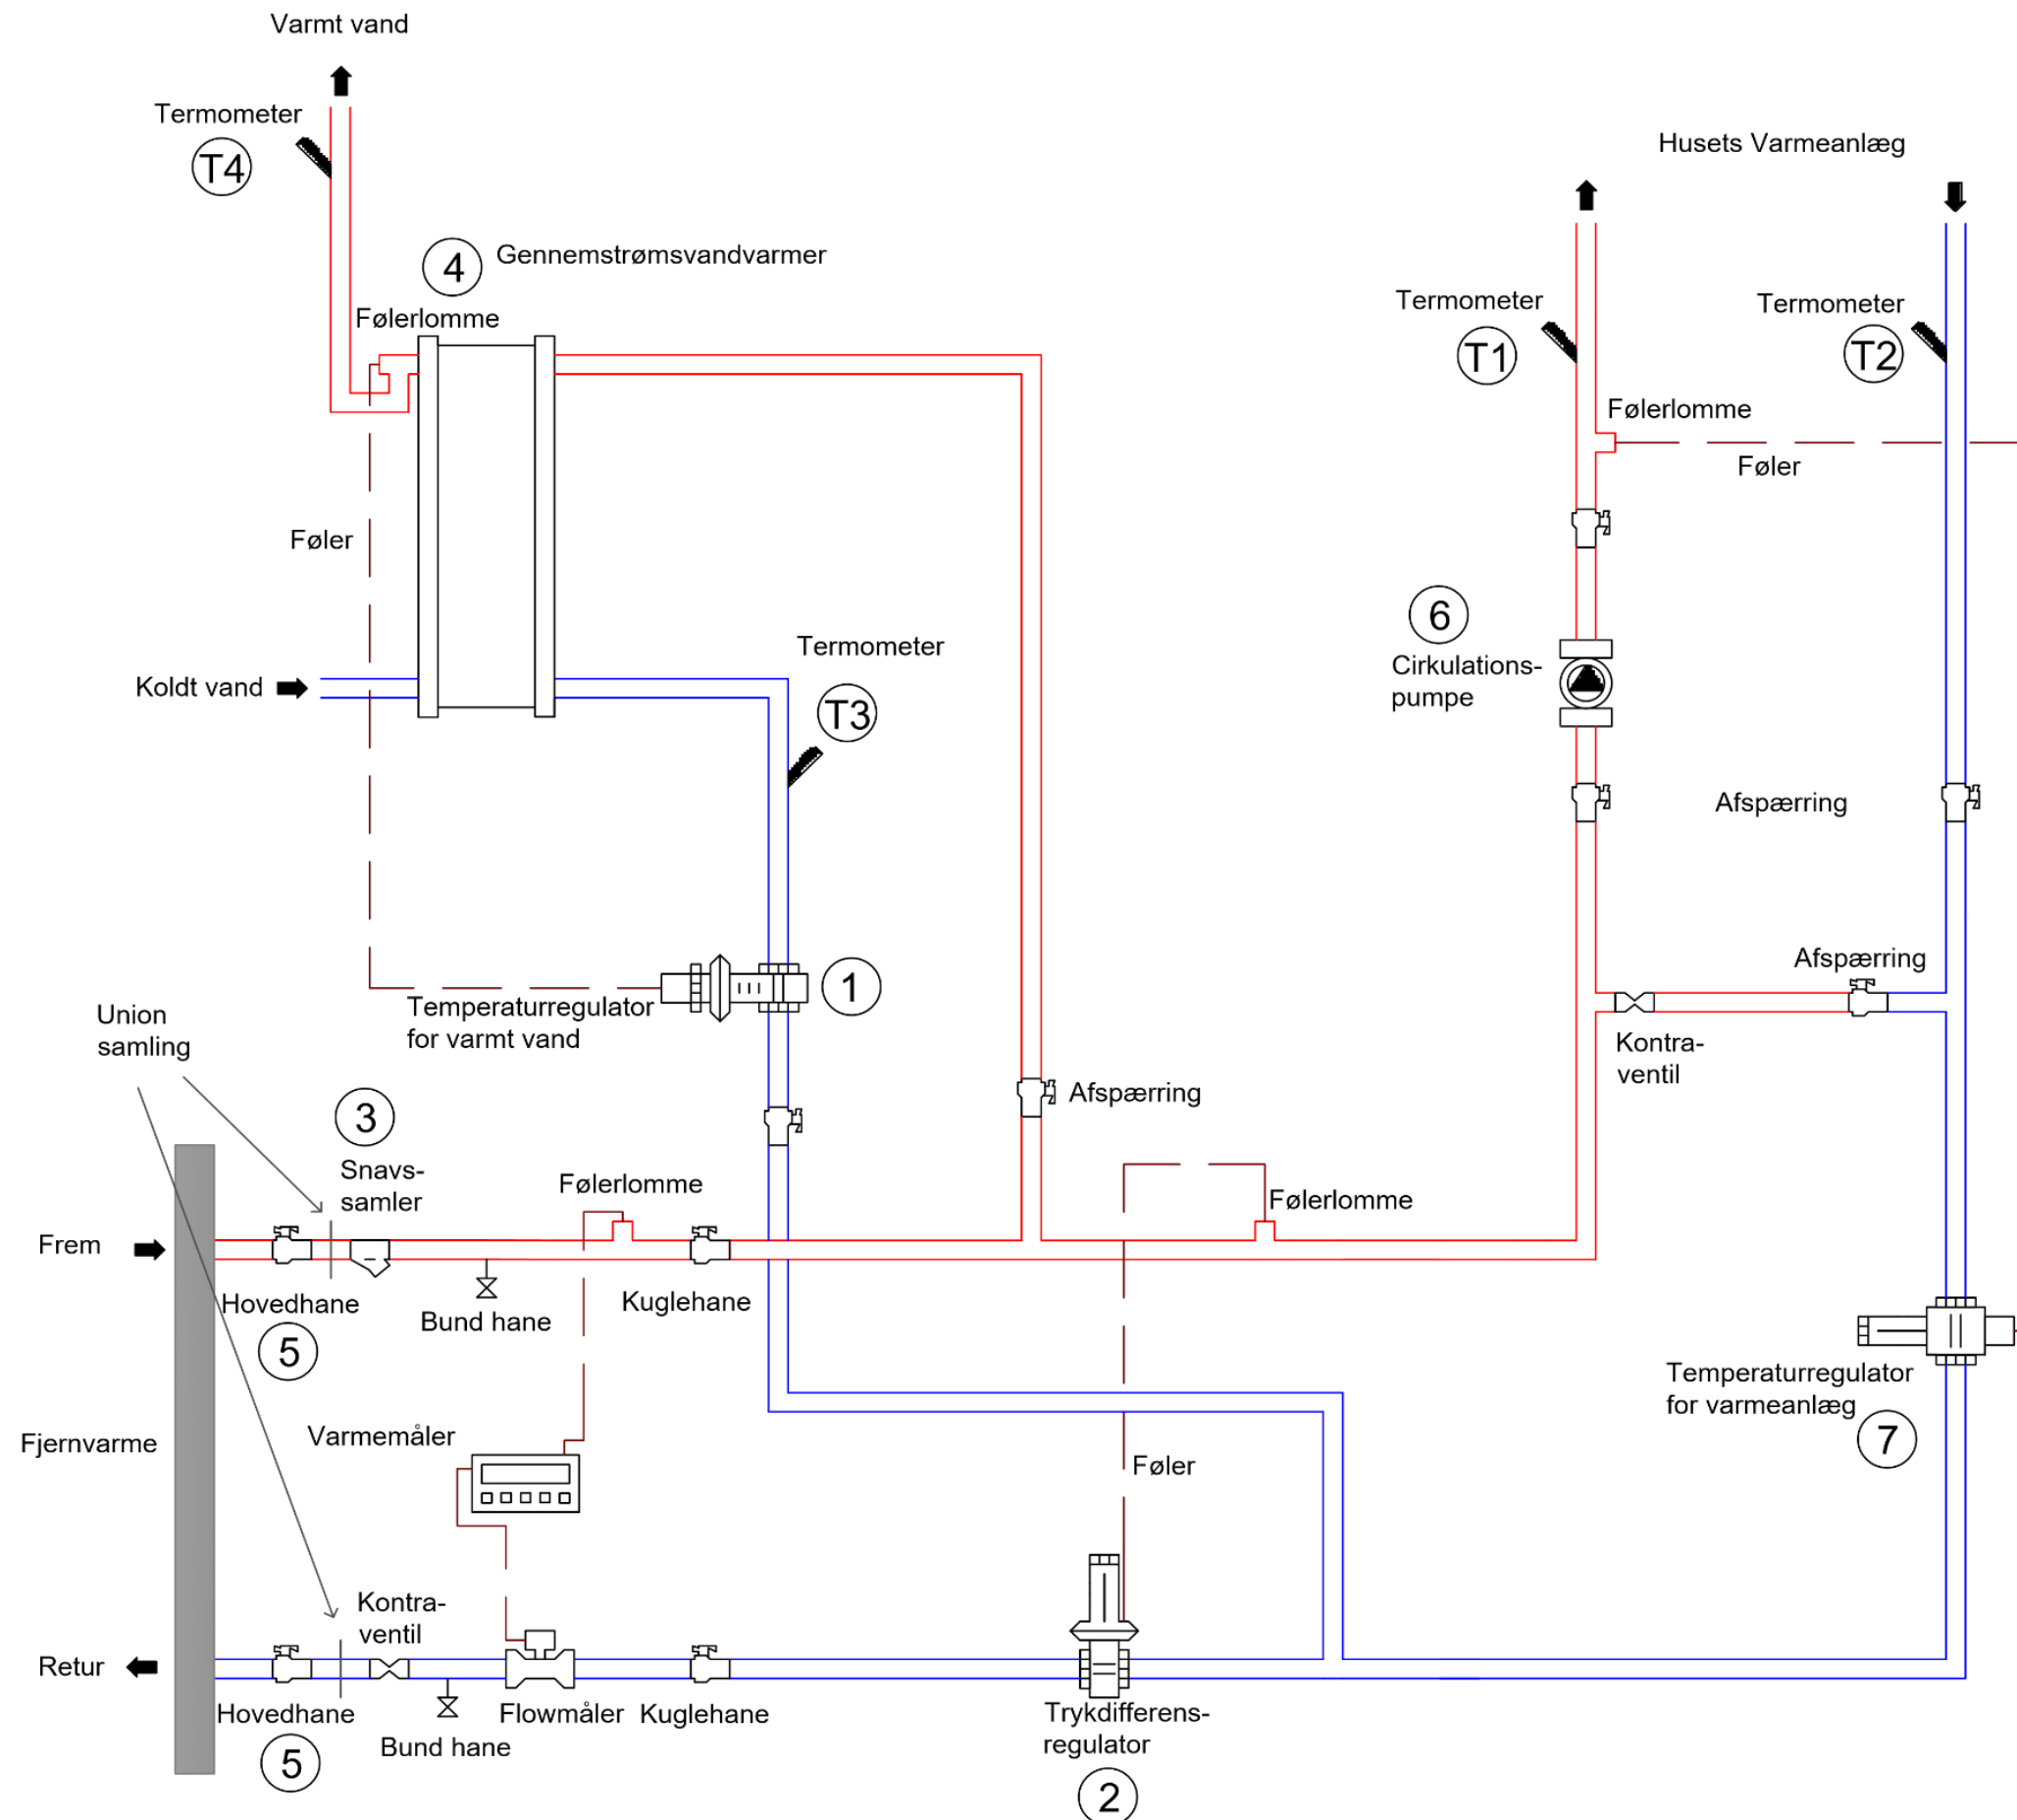 Varmt vand
Termometer
T4
Husets Varmeanlæg
4
Gennemstrømsvandvarmer
Følerlomme
Termometer
T1
Termometer
T2
Følerlomme
Føler
Føler
6
Cirkulations-
pumpe
Termometer
T3
Koldt vand
Afspærring
Afspærring
1
Temperaturregulator
for varmt vand
Union
samling
Kontra-
ventil
Afspærring
3
Snavs-
samler
Følerlomme
Følerlomme
Frem
Hovedhane
5
Bund hane
Kuglehane
Temperaturregulator
for varmeanlæg
7
Fjernvarme
Varmemåler
Føler
Kontra-
ventil
Retur
Hovedhane
5
Bund hane
Flowmåler
Kuglehane
Trykdifferens-
regulator
2